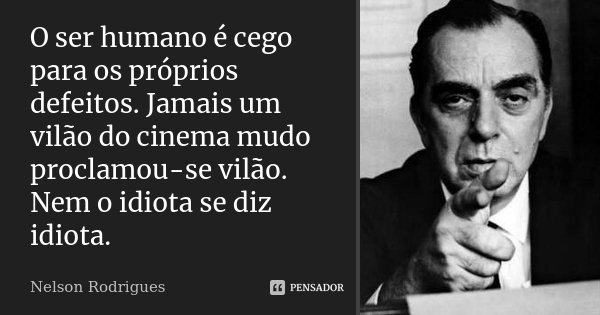 O ser humano é cego
para os próprios
defeitos. Jamais um
vilão do cinema mudo
proclamou-se vilão.
Nem o idiota se diz
idiota.
Nelson Rodrigues
PENSADOR